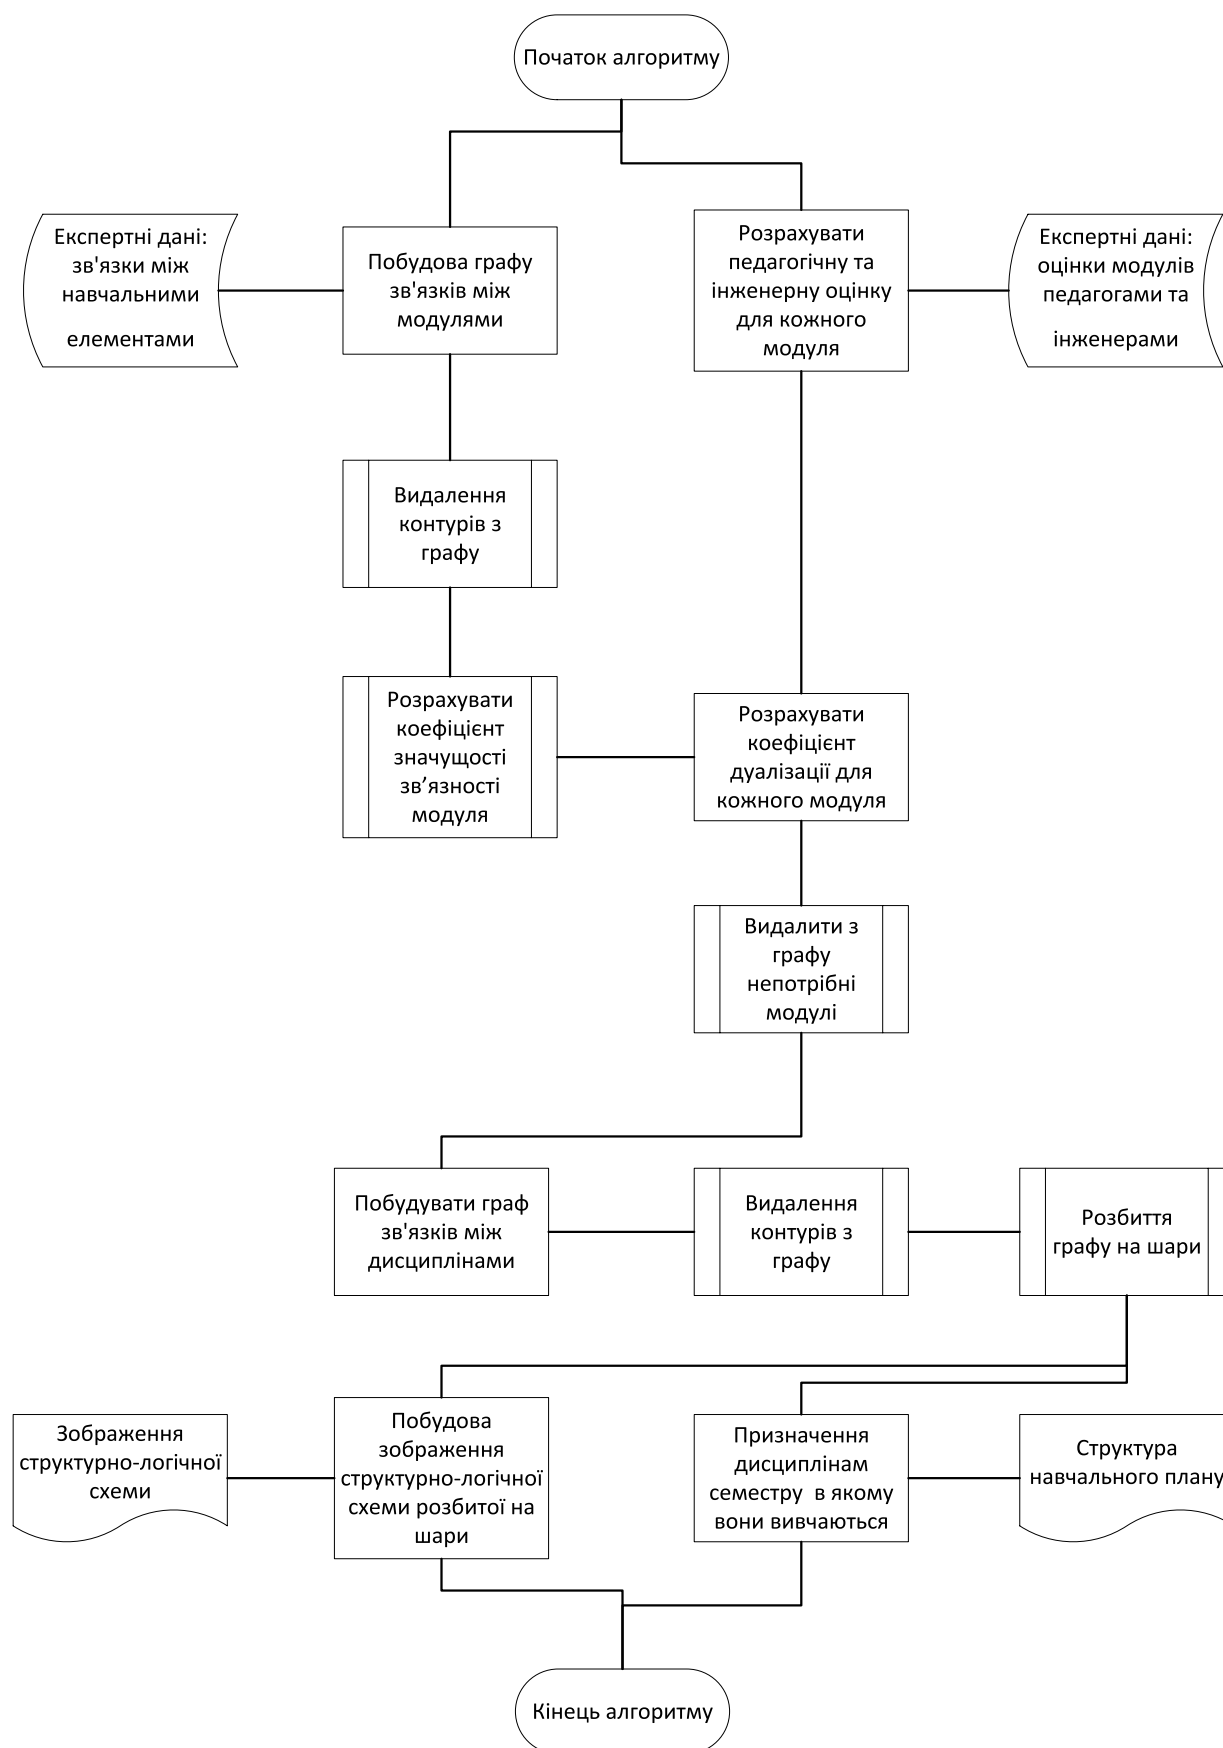 Початок алгоритму
Експертні дані:
зв'язки між
навчальними
елементами
Побудова графу
зв'язків між
модулями
Розрахувати
педагогічну та
інженерну оцінку
для кожного
модуля
Експертні дані:
оцінки модулів
педагогами та
інженерами
Видалення
контурів з
графу
Розрахувати
коефіцієнт
значущості
зв’язності
модуля
Розрахувати
коефіцієнт
дуалізації для
кожного модуля
Видалити з
графу
непотрібні
модулі
Побудувати граф
зв'язків між
дисциплінами
Видалення
контурів з
графу
Розбиття
графу на шари
Зображення
структурно-логічної
схеми
Побудова
зображення
структурно-логічної
схеми розбитої на
шари
Призначення
дисциплінам
семестру в якому
вони вивчаються
Структура
навчального плану
Кінець алгоритму